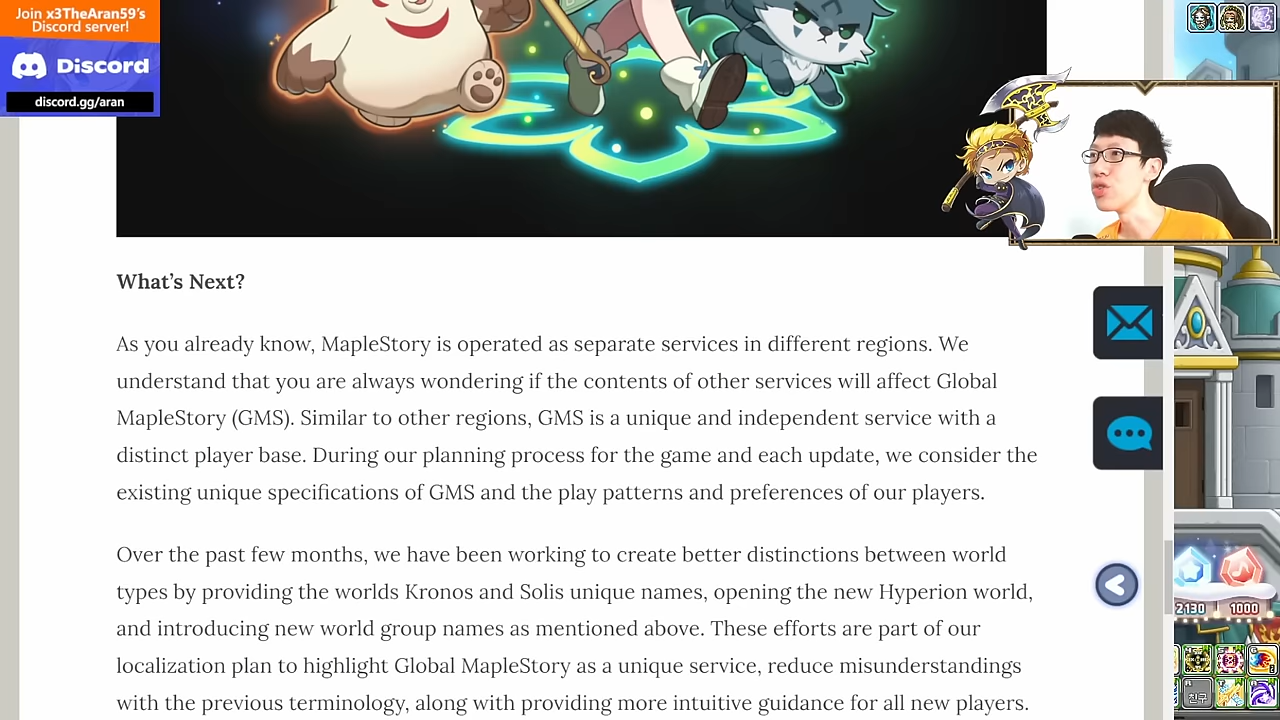 Join x3TheAran59's
Discord server!
Discord
discord.gg/aran
What's Next?
As you already know, MapleStory is operated as separate services in different regions. We
understand that you are always wondering if the contents of other services will affect Global
MapleStory (GMS). Similar to other regions, GMS is a unique and independent service with a
distinct player base. During our planning process for the game and each update, we consider the
existing unique specifications of GMS and the play patterns and preferences of our players.
Over the past few months, we have been working to create better distinctions between world
types by providing the worlds Kronos and Solis unique names, opening the new Hyperion world,
and introducing new world group names as mentioned above. These efforts are part of our
localization plan to highlight Global MapleStory as a unique service, reduce misunderstandings
with the previous terminology, along with providing more intuitive guidance for all new players.
2130 1000
친구